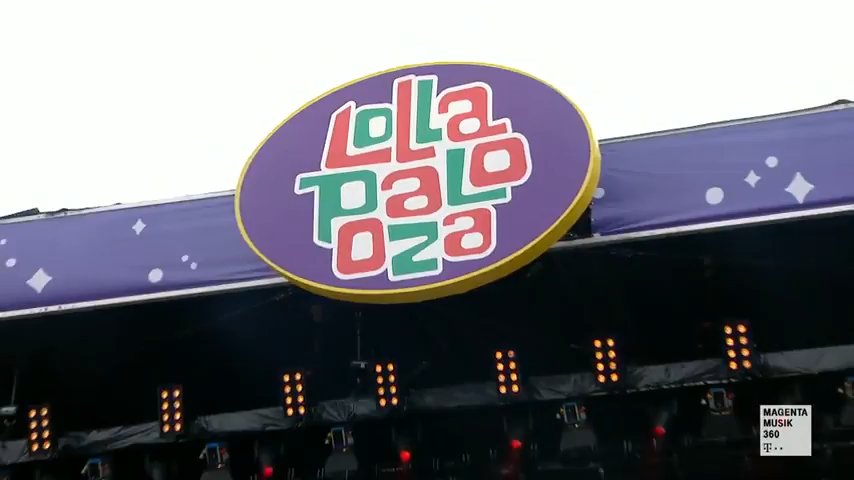 LOLLA
PALO
OZA
MAGENTA
MUSIK
360
T··